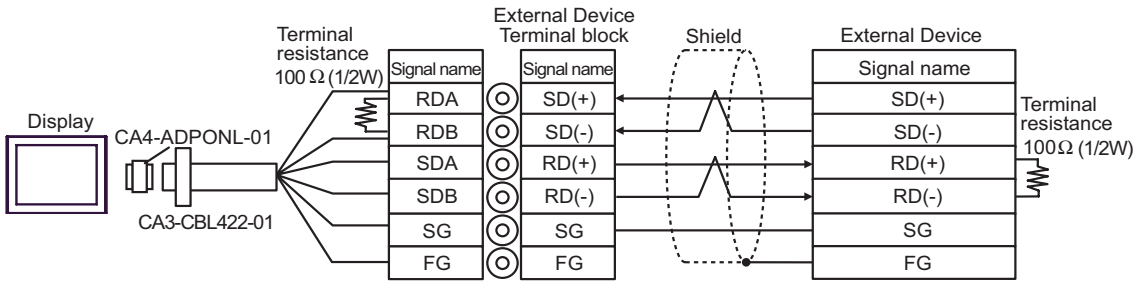 Display
CA4-ADPONL-01
CA3-CBL422-01
Terminal
resistance
100 Ω (1/2W)
Signal name
RDA
RDB
SDA
SDB
SG
FG
External Device
Terminal block
Signal name
SD(+)
SD(-)
RD(+)
RD(-)
SG
FG
Shield
External Device
Signal name
SD(+)
SD(-)
RD(+)
RD(-)
SG
FG
Terminal
resistance
100Ω (1/2W)